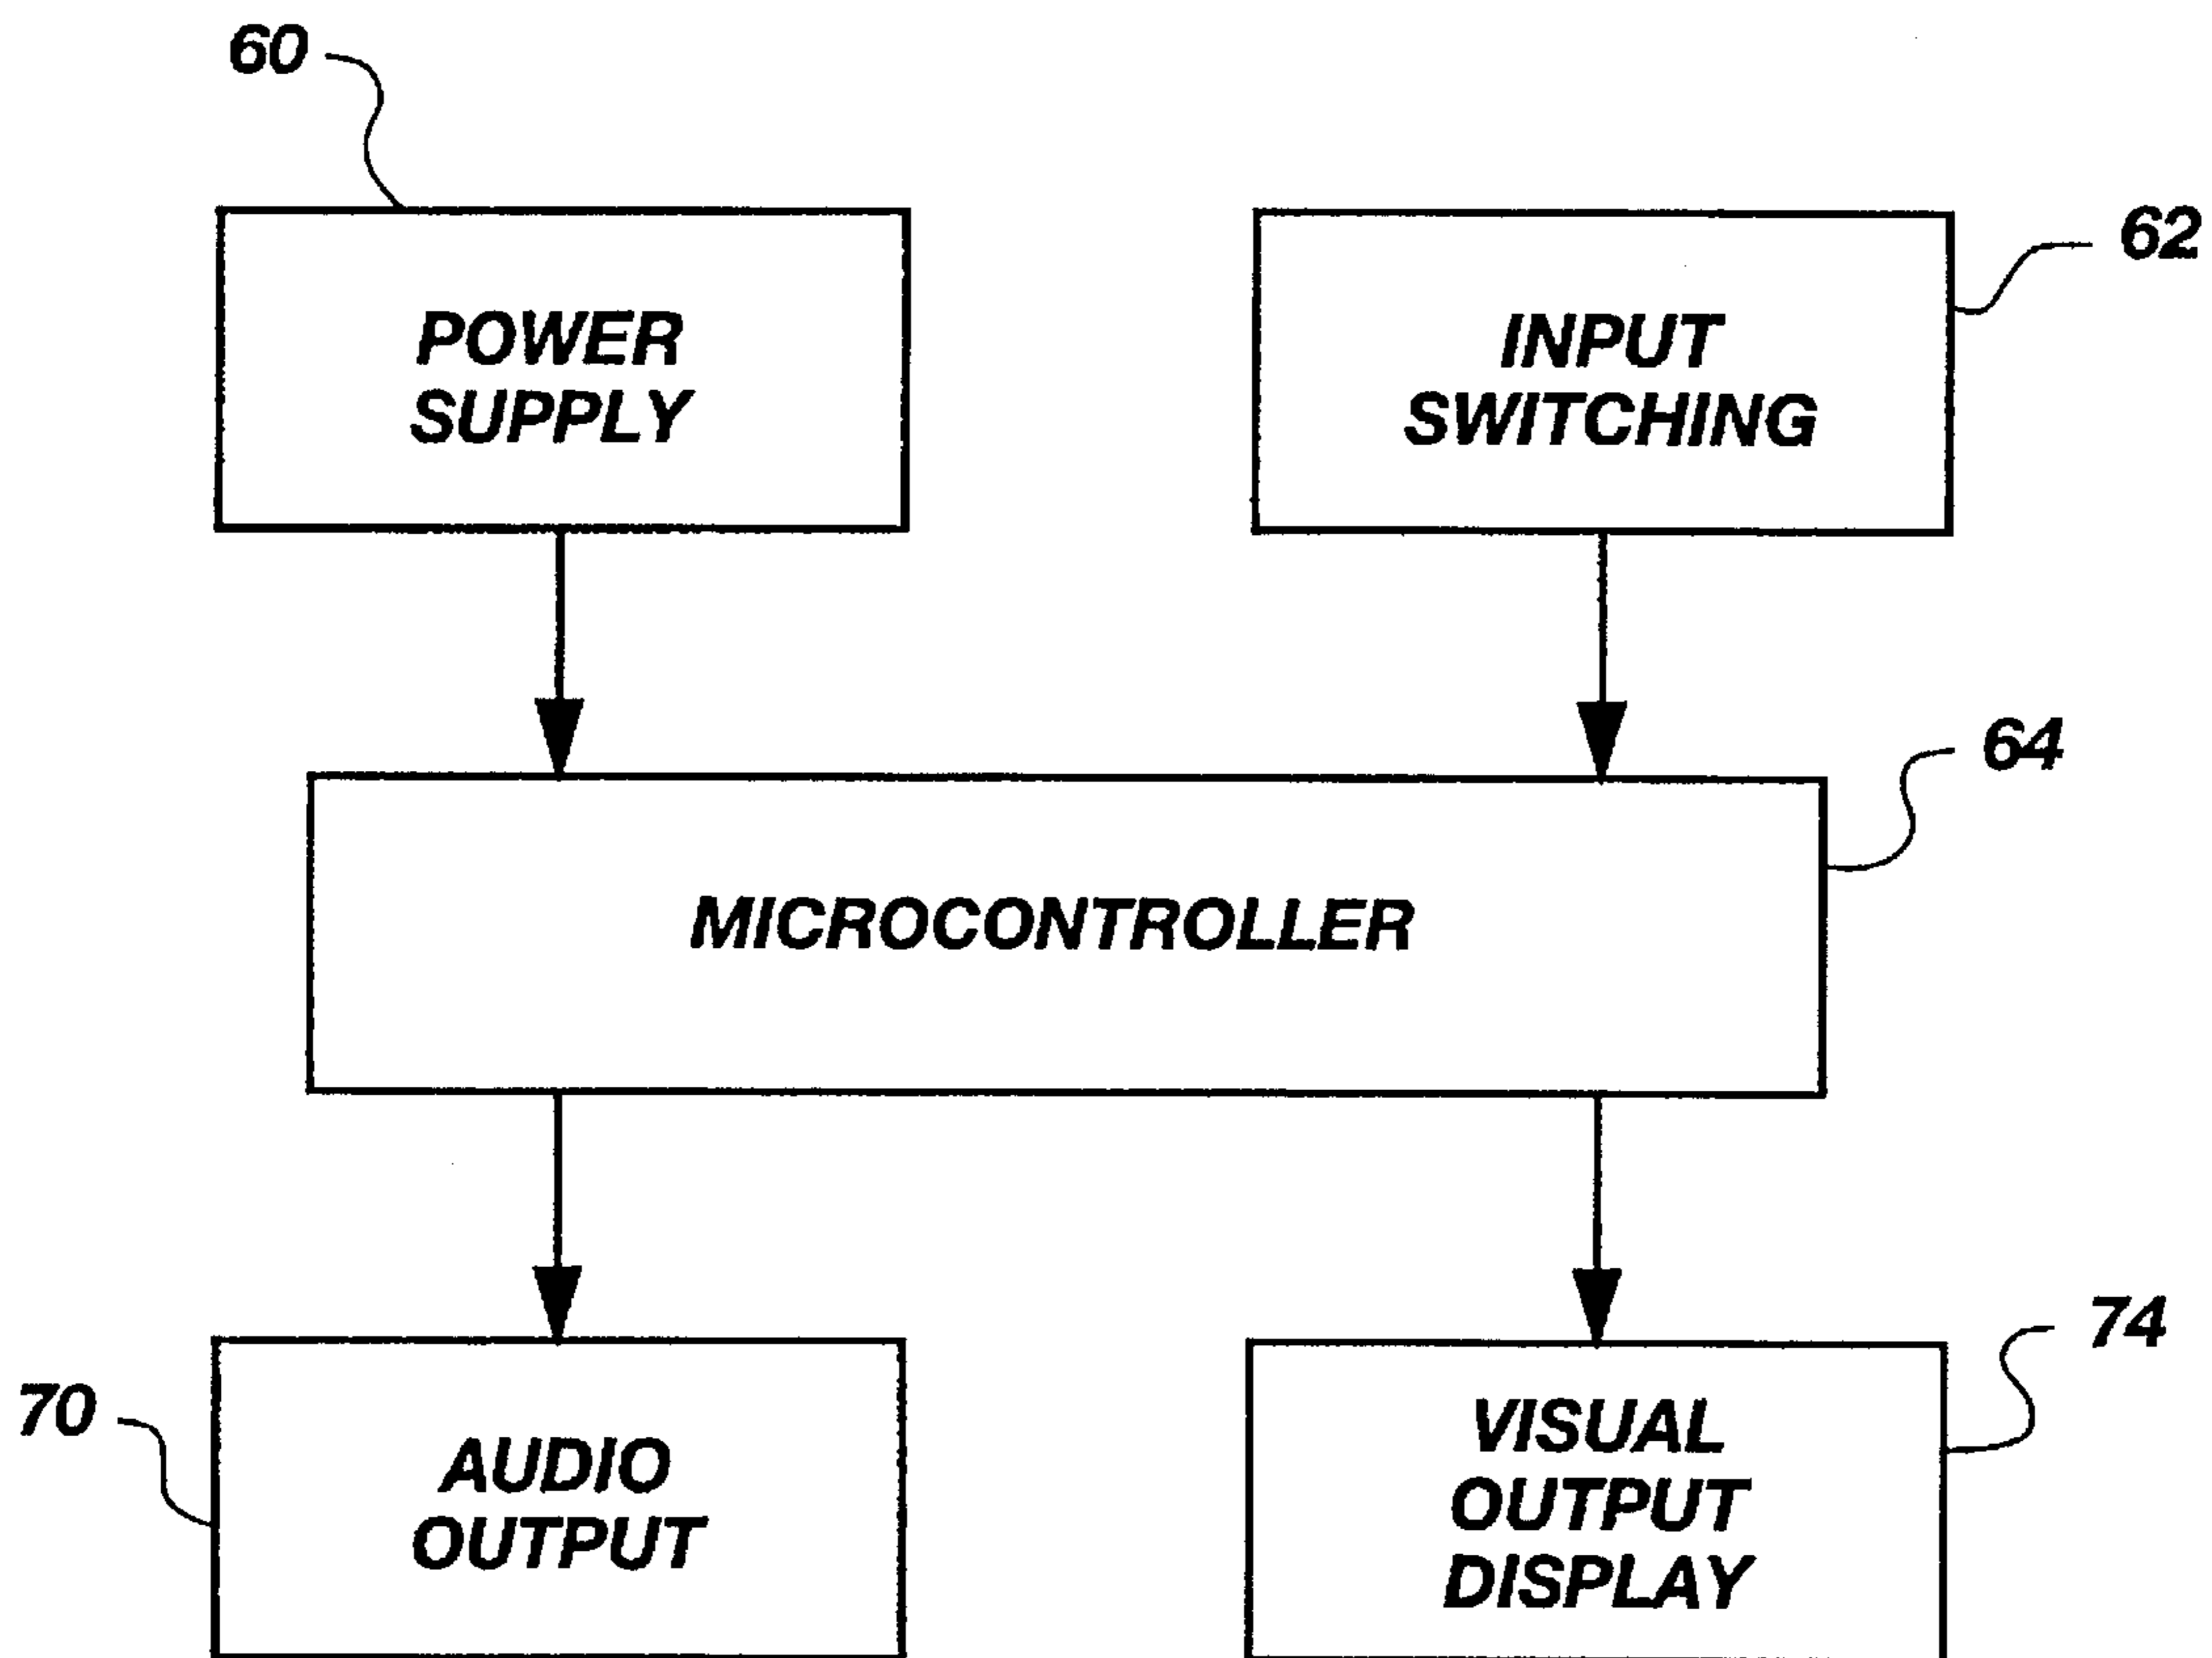 60
POWER
SUPPLY
INPUT
SWITCHING
62
64
MICROCONTROLLER
70
AUDIO
OUTPUT
VISUAL
OUTPUT
DISPLAY
74